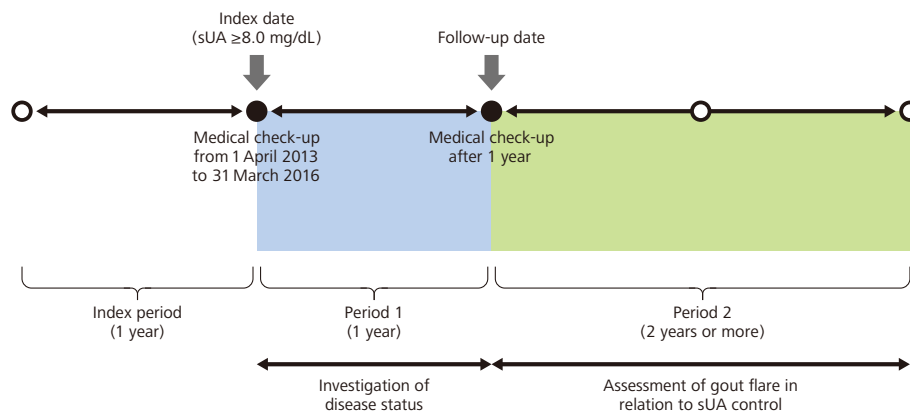 Index date
(sUA ≥8.0 mg/dL)
Follow-up date
Medical check-up
from 1 April 2013
to 31 March 2016
Medical check-up
after 1 year
Index period
(1 year)
Period 1
(1 year)
Period 2
(2 years or more)
Investigation of
disease status
Assessment of gout flare in
relation to sUA control